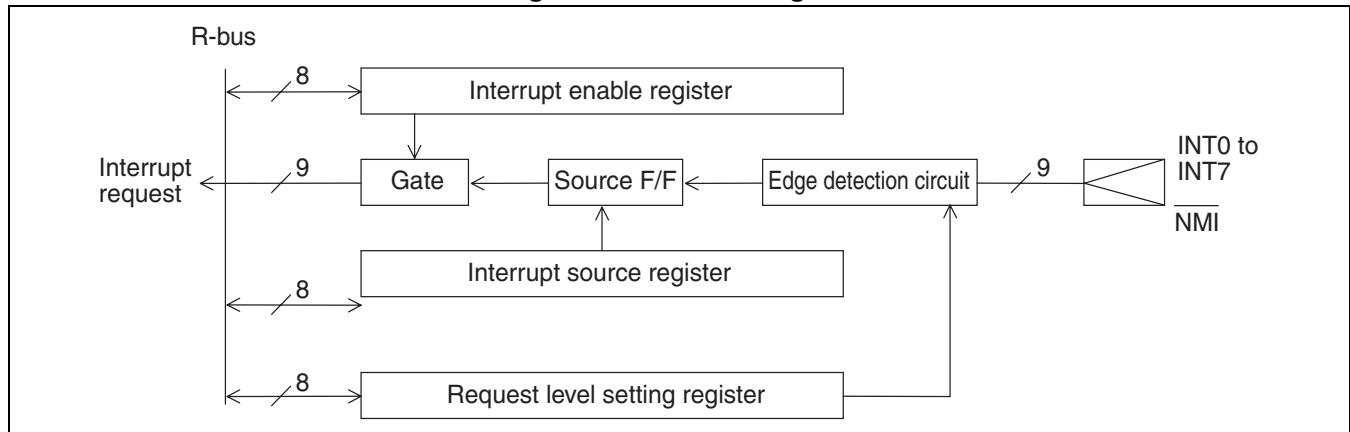 R-bus
8
Interrupt enable register
Interrupt
request
9
Gate
Source F/F
Edge detection circuit
9
INT0 to
INT7
NMI
Interrupt source register
8
8
Request level setting register